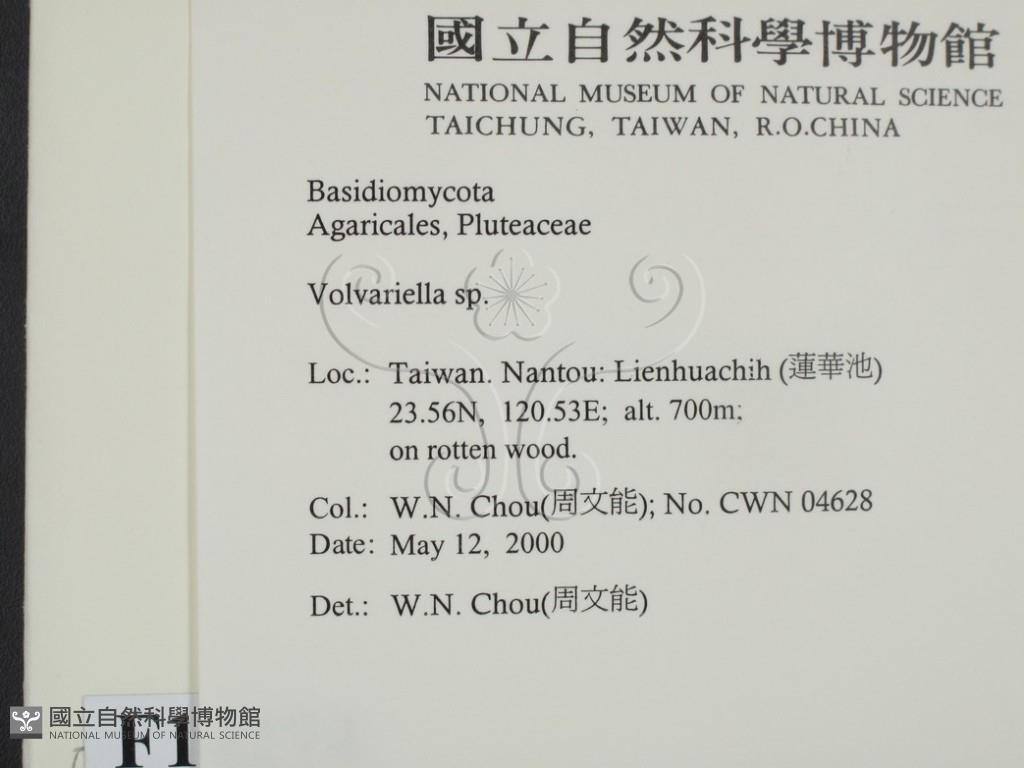 國立自然科學博物館
NATIONAL MUSEUM OF NATURAL SCIENCE
TAICHUNG, TAIWAN, R.O.CHINA
Basidiomycota
Agaricales, Pluteaceae
Volvariella sp.
Loc.: Taiwan. Nantou: Lienhuachih (蓮華池)
23.56N, 120.53E; alt. 700m;
on rotten wood.
Col.: W.N. Chou(周文能); No. CWN 04628
Date: May 12, 2000
Det.: W.N. Chou(周文能)
國立自然科學博物館
NATIONAL MUSEUM OF NATURAL SCIENCE
F1